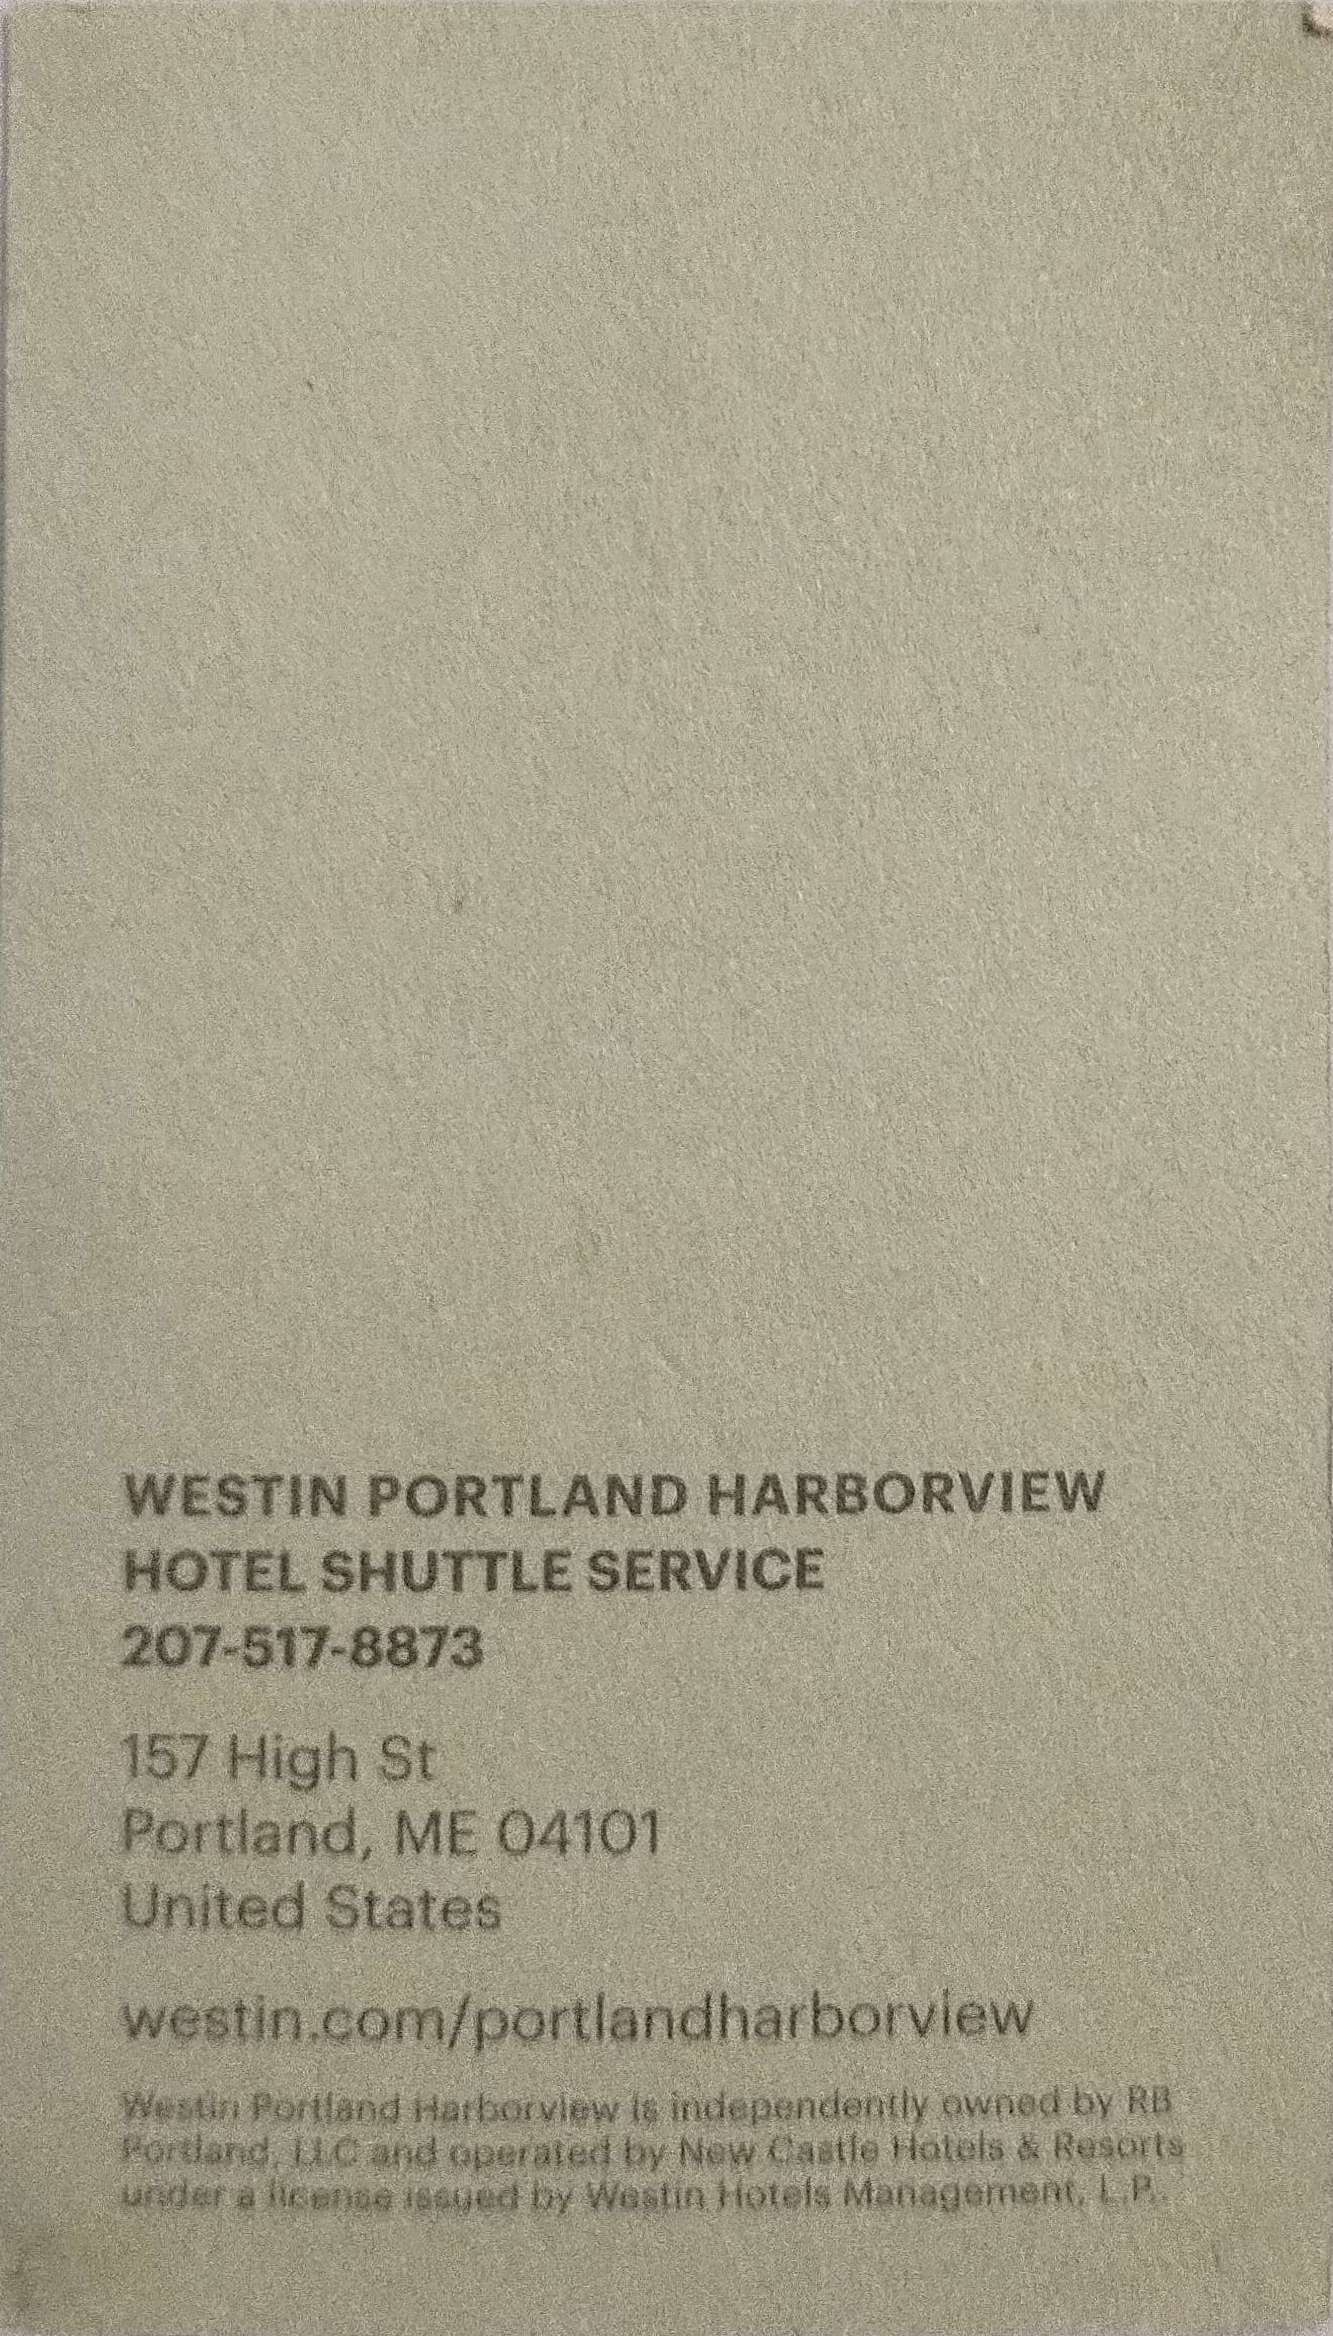 WESTIN PORTLAND HARBORVIEW
HOTEL SHUTTLE SERVICE
207-517-8873
157 High St
Portland, ME 04101
United States
westin.com/portlandharborview
Westin Portland Harborview is independently owned by RB
Portland, LLC and operated by New Castle Hotels & Resorts
under a license issued by Westin Hotels Management, L.P..